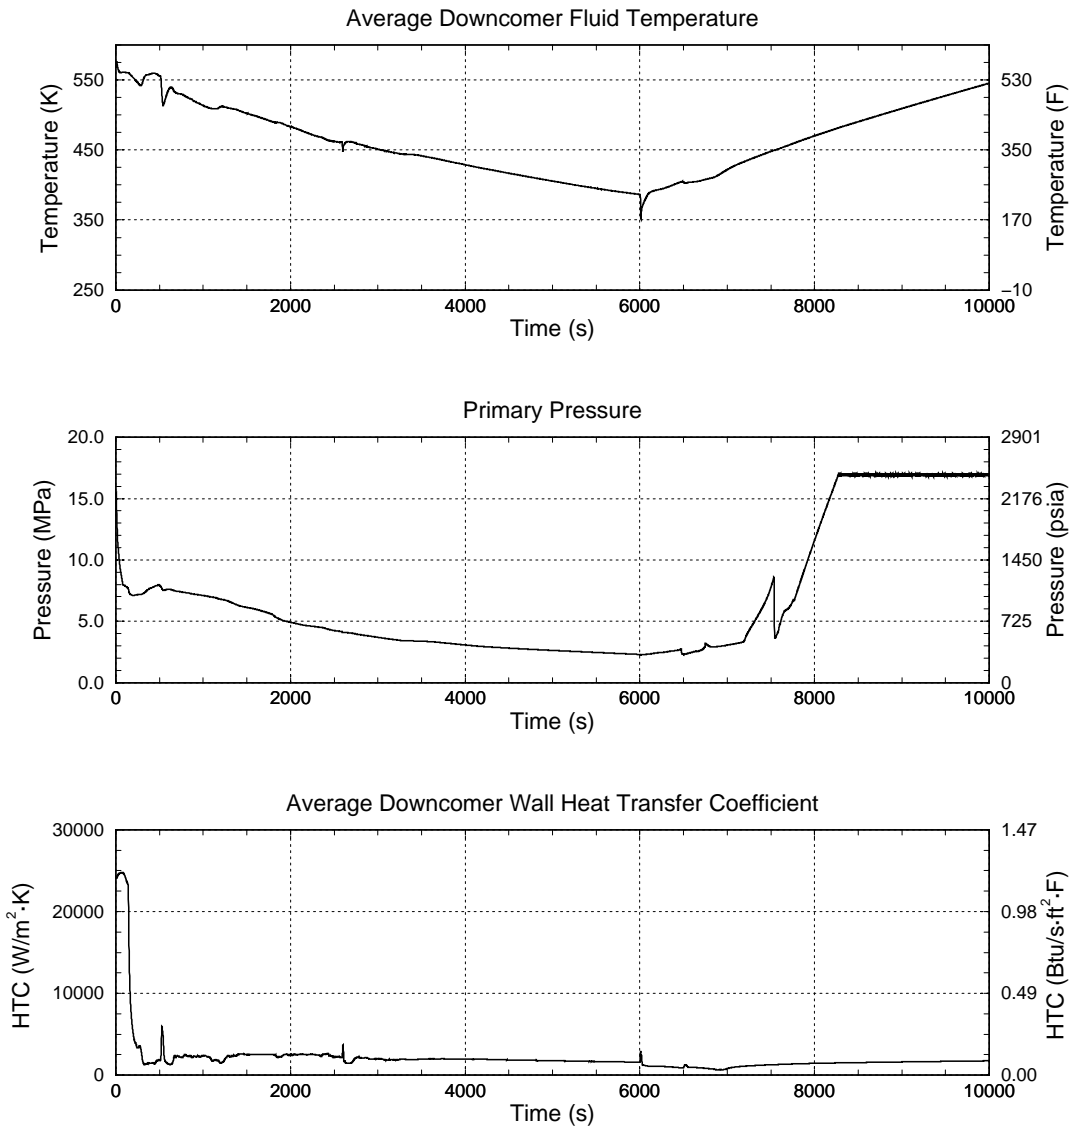 Average Downcomer Fluid Temperature
Temperature (K)
550
450
350
250
530
350
170
−10
Temperature (F)
0 2000 4000 6000 8000 10000
Time (s)
Primary Pressure
Pressure (MPa)
20.0
15.0
10.0
5.0
0.0
2901
2176
1450
725
0
Pressure (psia)
0 2000 4000 6000 8000 10000
Time (s)
Average Downcomer Wall Heat Transfer Coefficient
HTC (W/m²·K)
30000
20000
10000
0
1.47
0.98
0.49
0.00
HTC (Btu/s·ft²·F)
0 2000 4000 6000 8000 10000
Time (s)